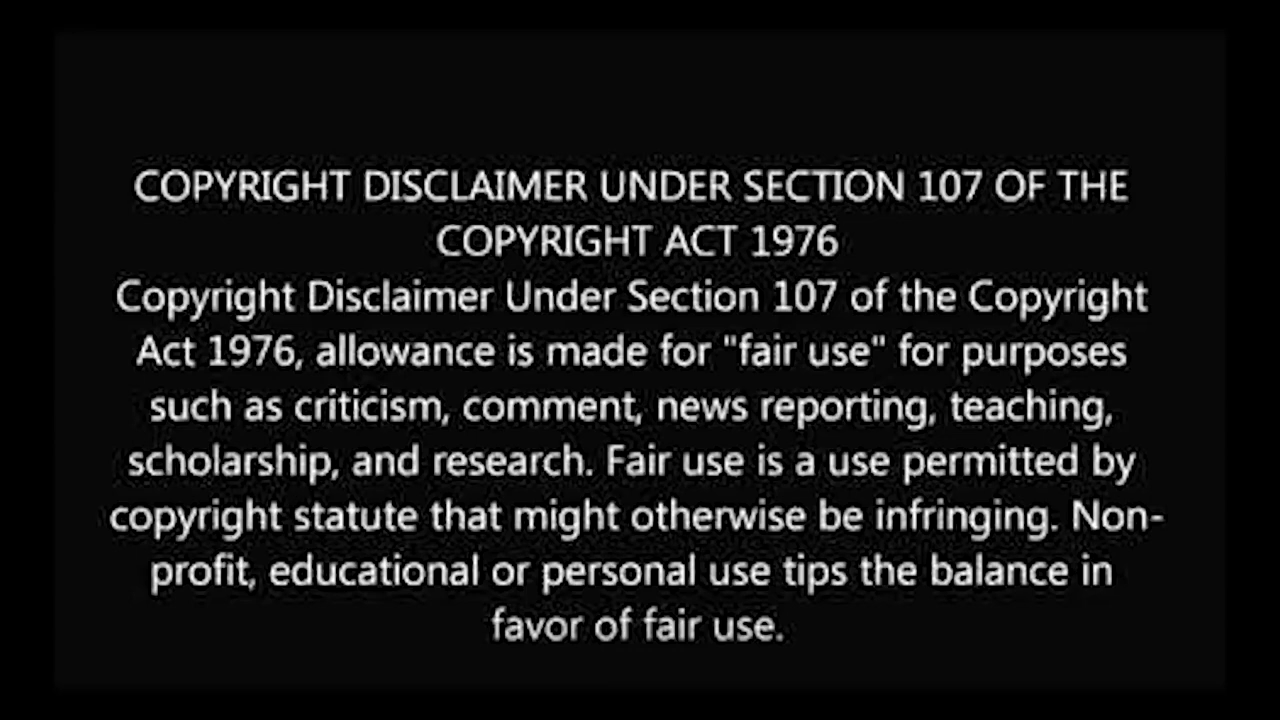 COPYRIGHT DISCLAIMER UNDER SECTION 107 OF THE
COPYRIGHT ACT 1976
Copyright Disclaimer Under Section 107 of the Copyright
Act 1976, allowance is made for "fair use" for purposes
such as criticism, comment, news reporting, teaching,
scholarship, and research. Fair use is a use permitted by
copyright statute that might otherwise be infringing. Non-
profit, educational or personal use tips the balance in
favor of fair use.